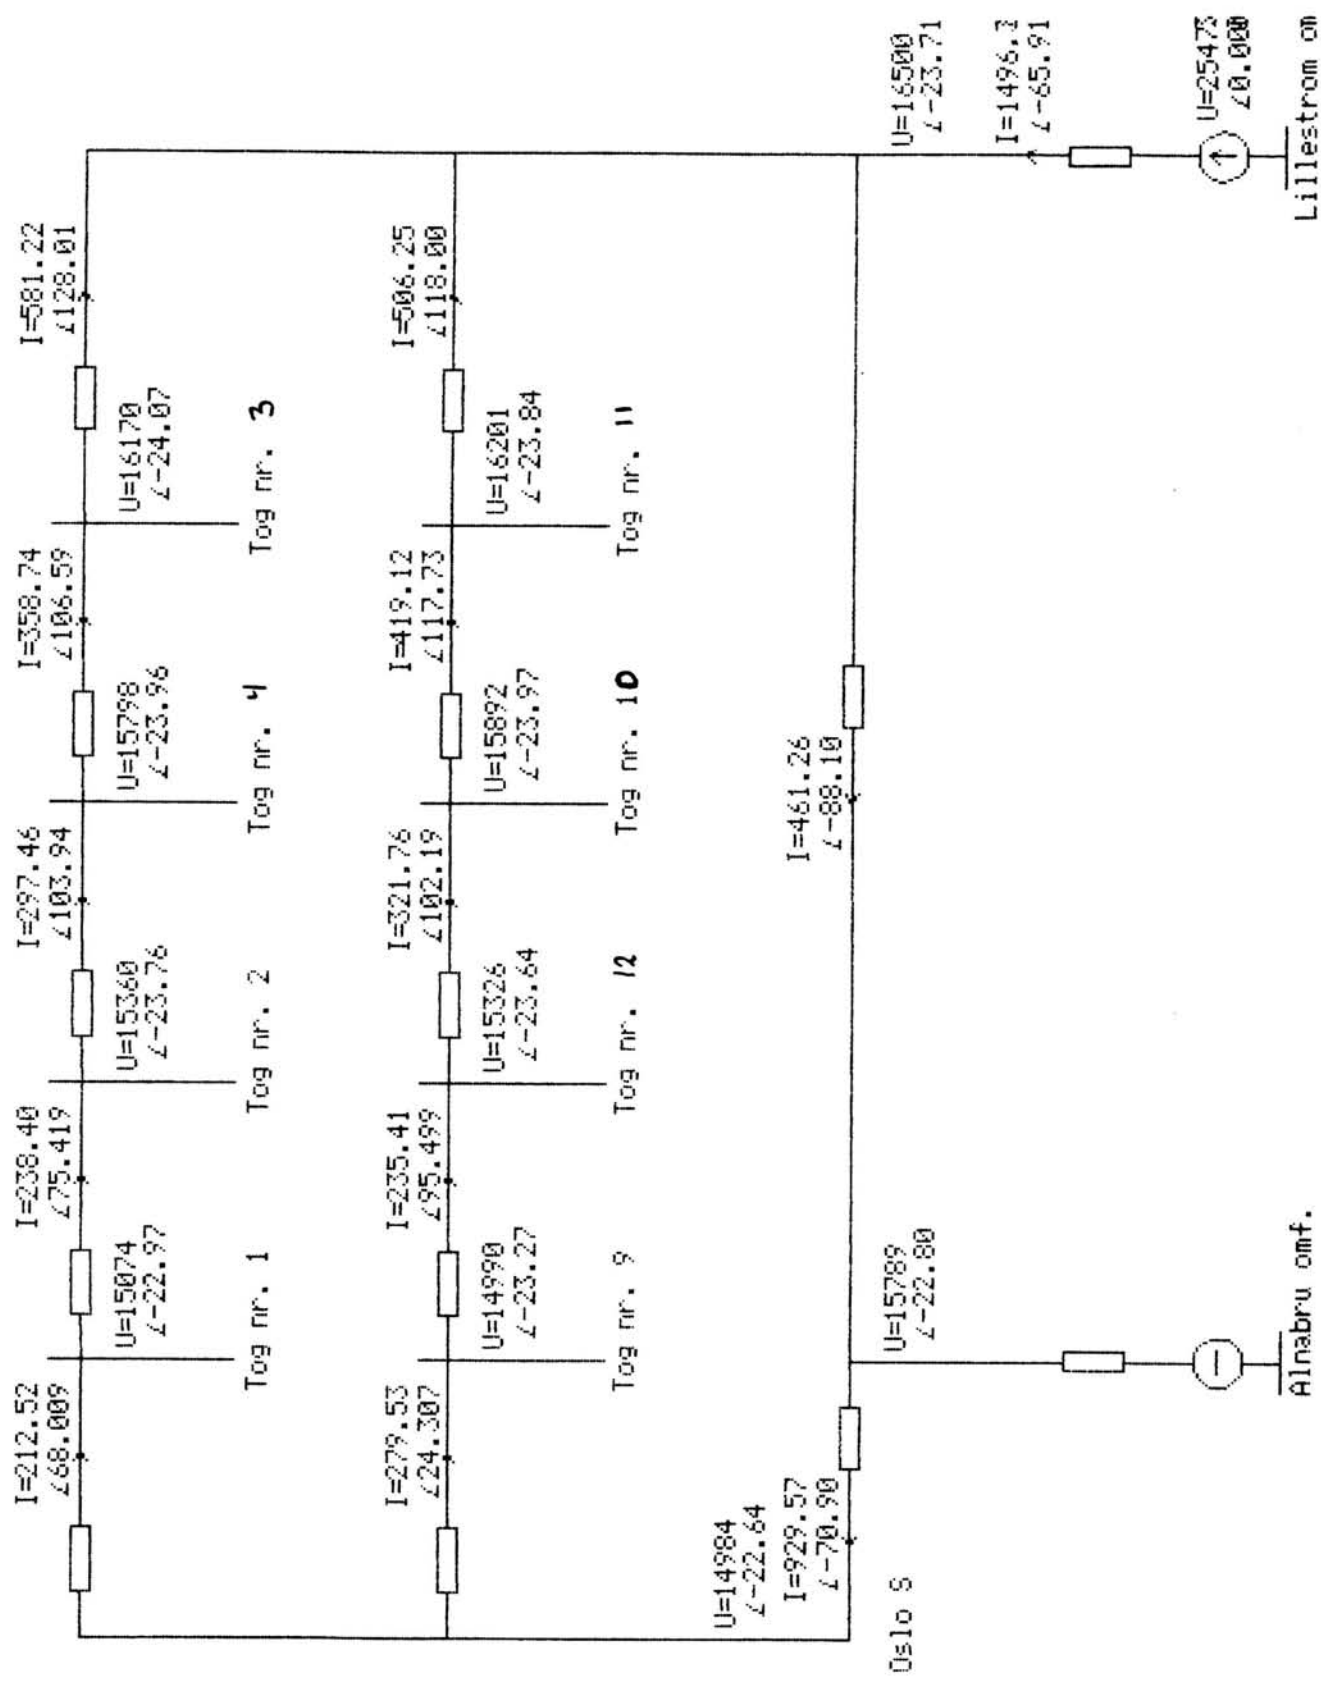 I=212.52
∠68.009
I=238.40
∠75.419
I=297.46
∠103.94
I=358.74
∠106.59
I=581.22
∠128.01
U=15074
∠-22.97
U=15360
∠-23.76
U=15798
∠-23.96
U=16170
∠-24.07
Tog nr. 1
Tog nr. 2
Tog nr. 4
Tog nr. 3
I=279.53
∠24.307
I=235.41
∠95.499
I=321.76
∠102.19
I=419.12
∠117.73
I=506.25
∠118.00
U=14990
∠-23.27
U=15326
∠-23.64
U=15892
∠-23.97
U=16201
∠-23.84
Tog nr. 9
Tog nr. 12
Tog nr. 10
Tog nr. 11
U=14984
∠-22.64
I=929.57
∠-70.90
I=461.26
∠-88.10
Oslo S
U=15789
∠-22.80
U=16500
∠-23.71
I=1496.
∠-65.91
U=25473
∠0.000
Alnabru omf.
Lillestrom om